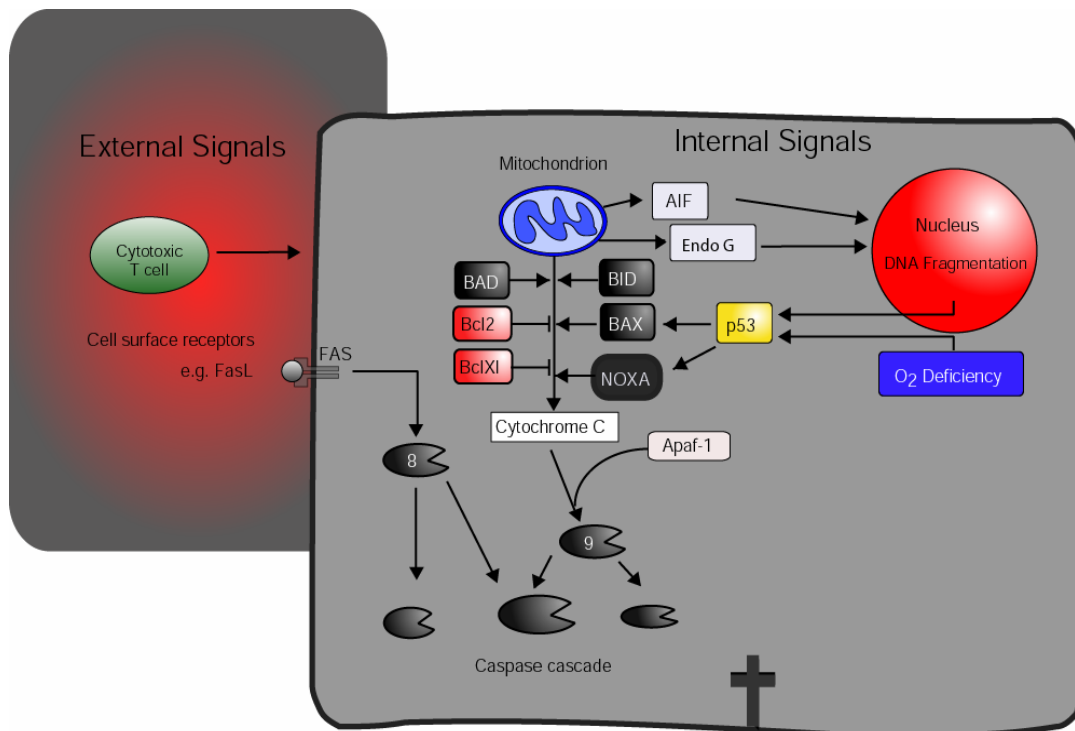 External Signals
Cytotoxic
T cell
Cell surface receptors
e.g. FasL
FAS
Internal Signals
Mitochondrion
AIF
Endo G
Nucleus
DNA Fragmentation
BAD
BID
Bcl2
BAX
p53
BclXl
NOXA
O2 Deficiency
Cytochrome C
Apaf-1
8
9
Caspase cascade